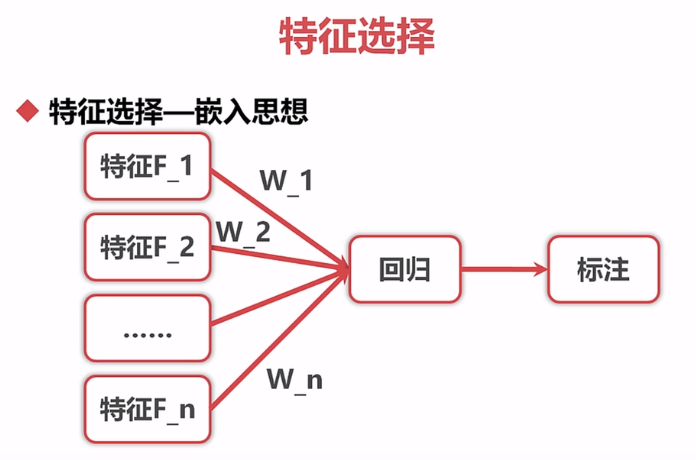 特征选择
特征选择—嵌入思想
特征F_1
W_1
特征F_2
W_2
回归
标注
......
特征F_n
W_n